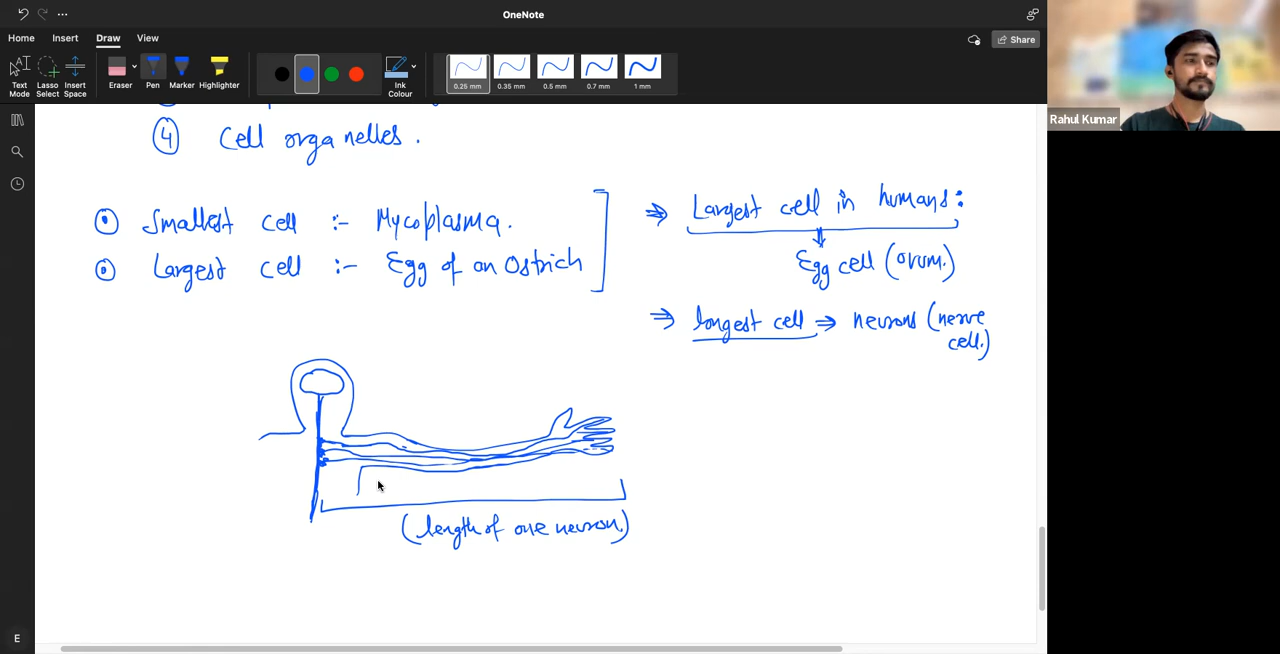 OneNote
Home Insert Draw View
Share
Text Mode
Lasso Select
Insert Space
Eraser
Pen
Marker
Highlighter
Ink Colour
0.25 mm
0.35 mm
0.5 mm
0.7 mm
1 mm
Rahul Kumar
④ Cell organelles.
Smallest cell :- Mycoplasma.
Largest cell :- Egg of an Ostrich
⇒ Largest cell in humans:
Egg cell (ovum.)
⇒ longest cell ⇒ neurons (nerve
cell.)
(length of one neuron.)
E